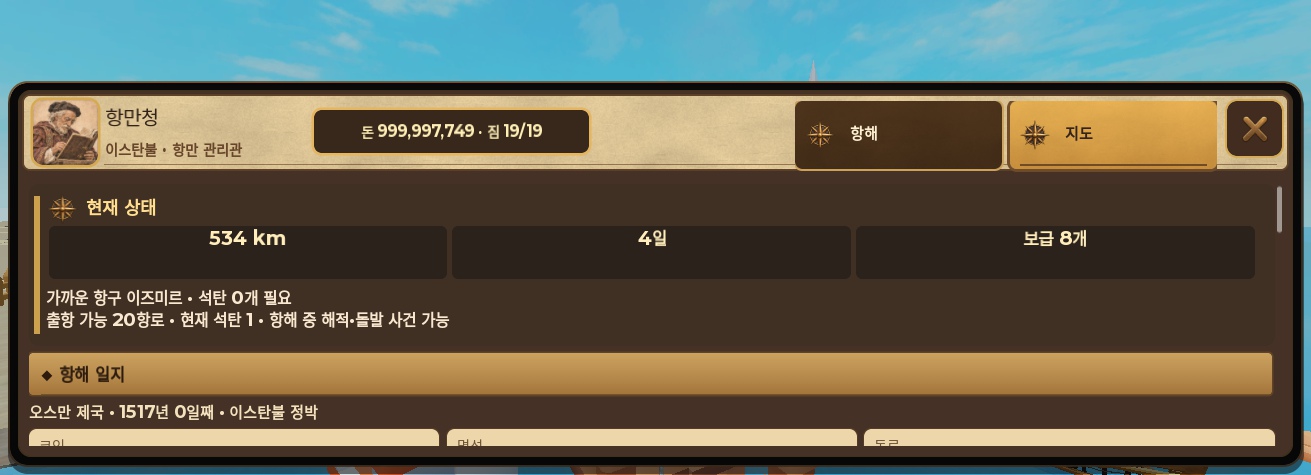 항만청
이스탄불 • 항만 관리관
돈 999,997,749 · 짐 19/19
항해
지도
현재 상태
534 km
4일
보급 8개
가까운 항구 이즈미르 • 석탄 0개 필요
출항 가능 20항로 • 현재 석탄 1 • 항해 중 해적•돌발 사건 가능
◆ 항해 일지
오스만 제국 • 1517년 0일째 • 이스탄불 정박